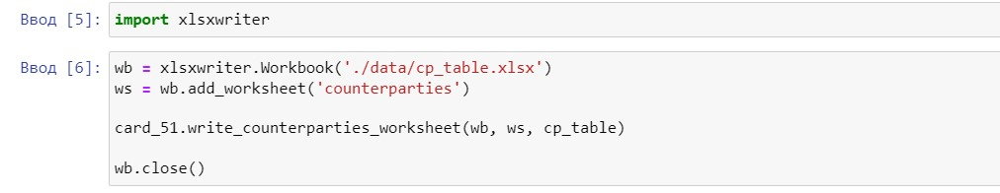 Ввод [5]: import xlsxwriter
Ввод [6]: wb = xlsxwriter.Workbook('./data/cp_table.xlsx')
ws = wb.add_worksheet('counterparties')
card_51.write_counterparties_worksheet(wb, ws, cp_table)
wb.close()